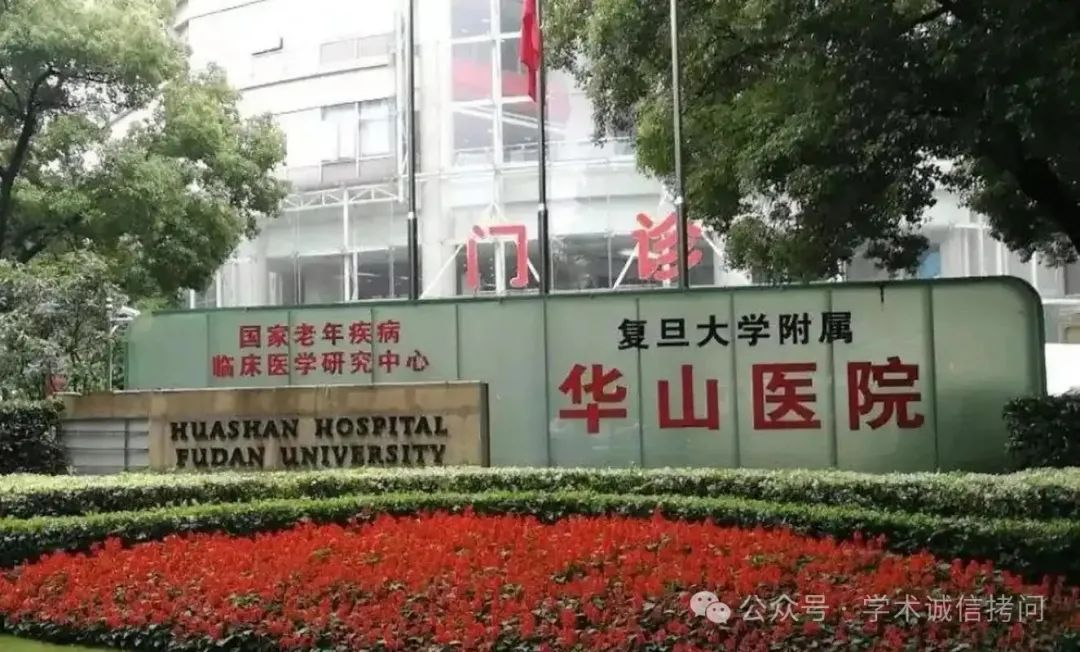 门诊
国家老年疾病
临床医学研究中心
复旦大学附属
华山医院
HUASHAN HOSPITAL
FUDAN UNIVERSITY
公众号·学术诚信拷问